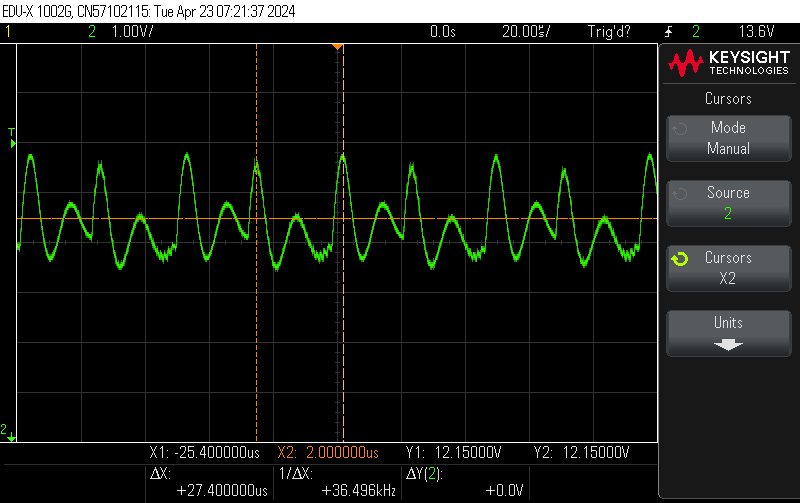 EDU-X 1002G, CN57102115: Tue Apr 23 07:21:37 2024
1 2 1.00V/ 0.0s 20.00us/ Trig'd? 2 13.6V
KEYSIGHT
TECHNOLOGIES
Cursors
Mode
Manual
Source
2
Cursors
X2
Units
T
2
X1: -25.400000us X2: 2.000000us Y1: 12.15000V Y2: 12.15000V
ΔX: 1/ΔX: ΔY(2):
+27.400000us +36.496kHz +0.0V